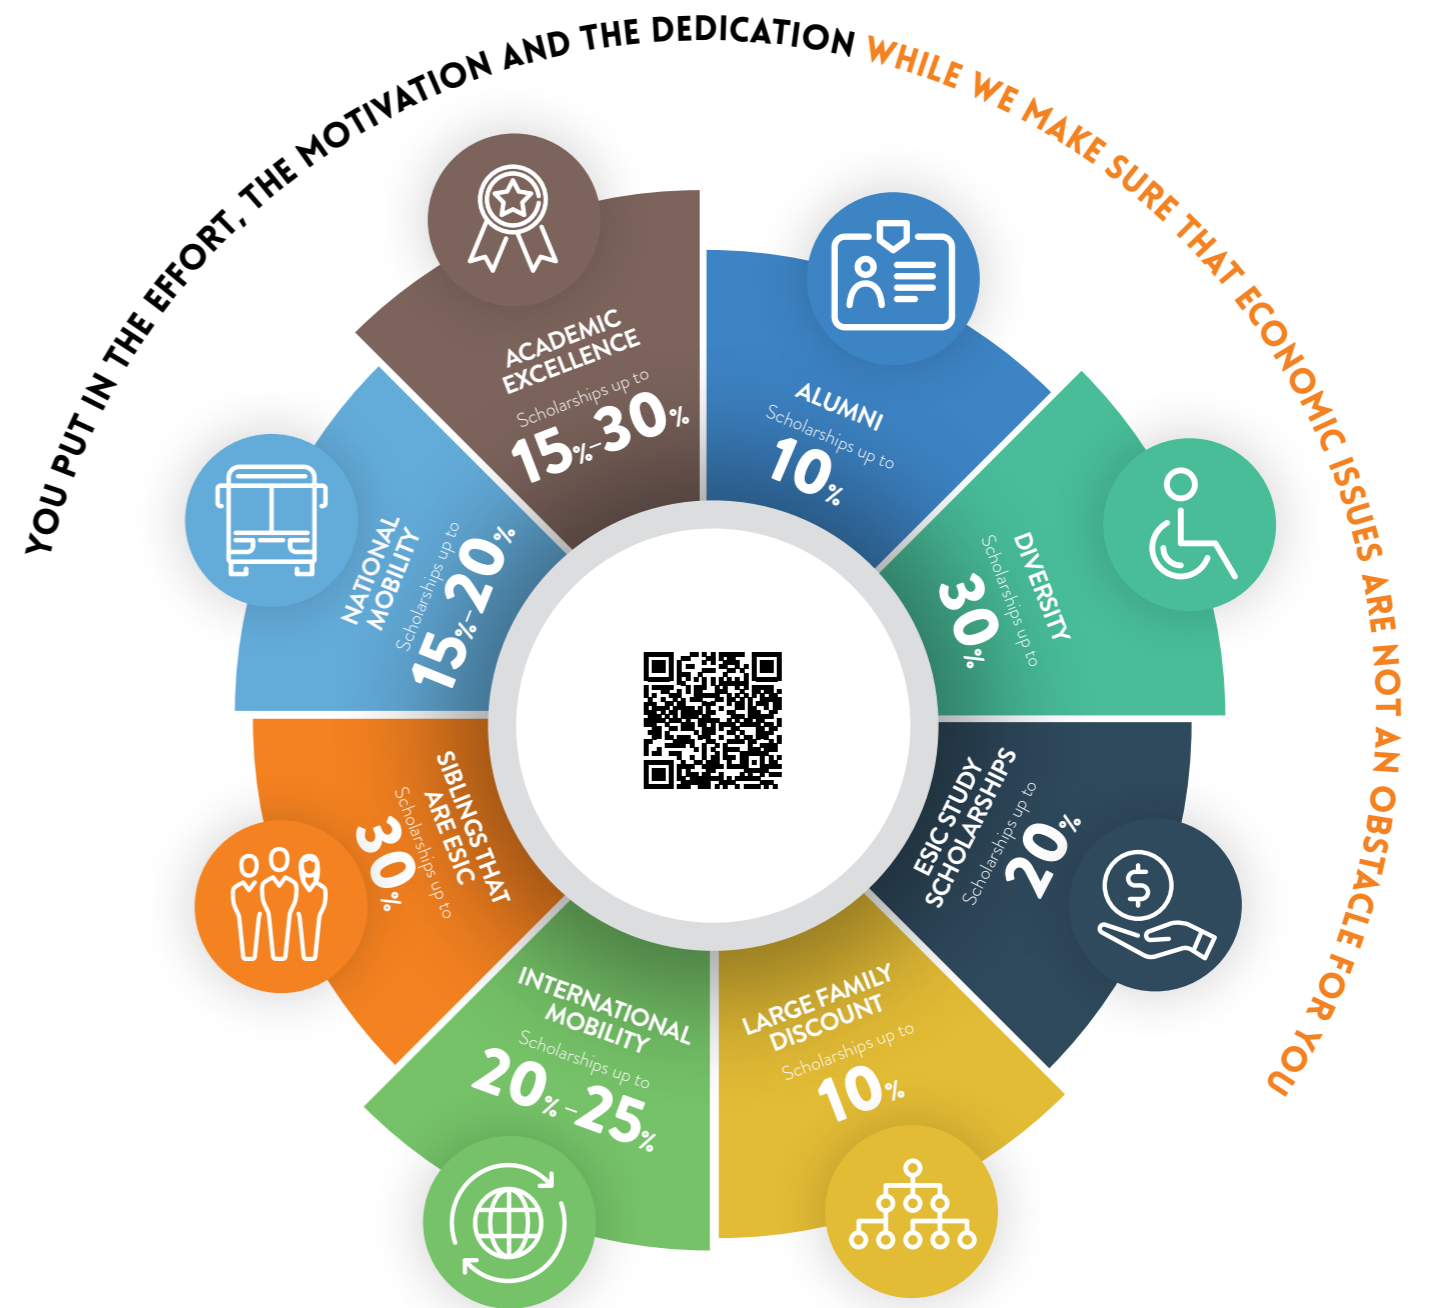 YOU PUT IN THE EFFORT, THE MOTIVATION AND THE DEDICATION WHILE WE MAKE SURE THAT ECONOMIC ISSUES ARE NOT AN OBSTACLE FOR YOU
ACADEMIC
EXCELLENCE
Scholarships up to
15%-30%
ALUMNI
Scholarships up to
10%
DIVERSITY
Scholarships up to
30%
ESIC STUDY
SCHOLARSHIPS
Scholarships up to
20%
LARGE FAMILY
DISCOUNT
Scholarships up to
10%
INTERNATIONAL
MOBILITY
Scholarships up to
20%-25%
SIBLINGS THAT
ARE ESIC
Scholarships up to
30%
NATIONAL
MOBILITY
Scholarships up to
15%-20%
$